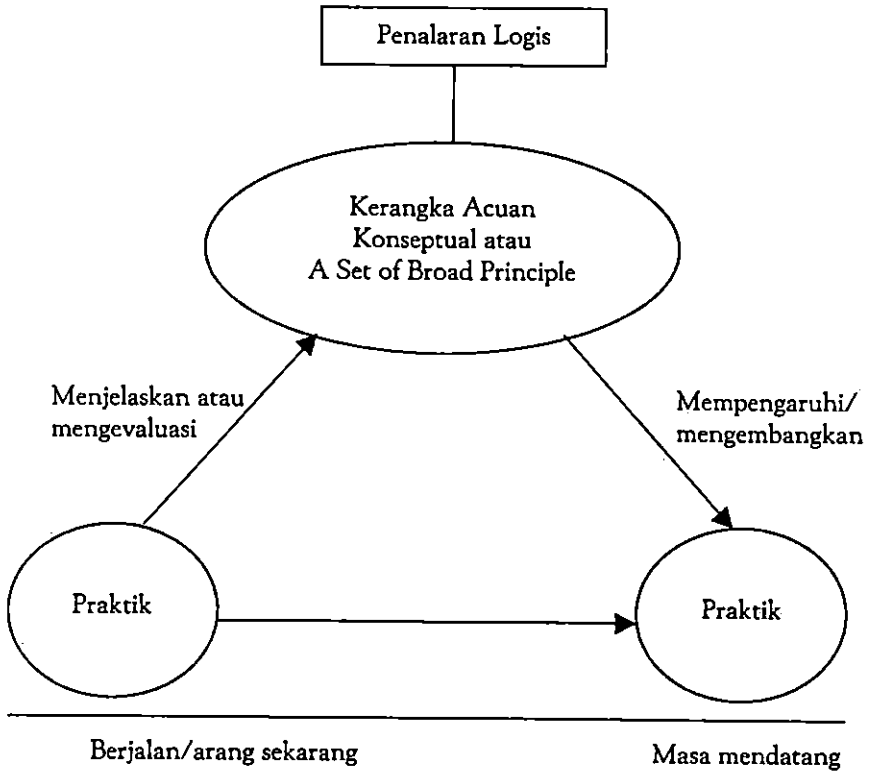 Penalaran Logis
Kerangka Acuan
Konseptual atau
A Set of Broad Principle
Menjelaskan atau
mengevaluasi
Mempengaruhi/
mengembangkan
Praktik
Praktik
Berjalan/arang sekarang
Masa mendatang